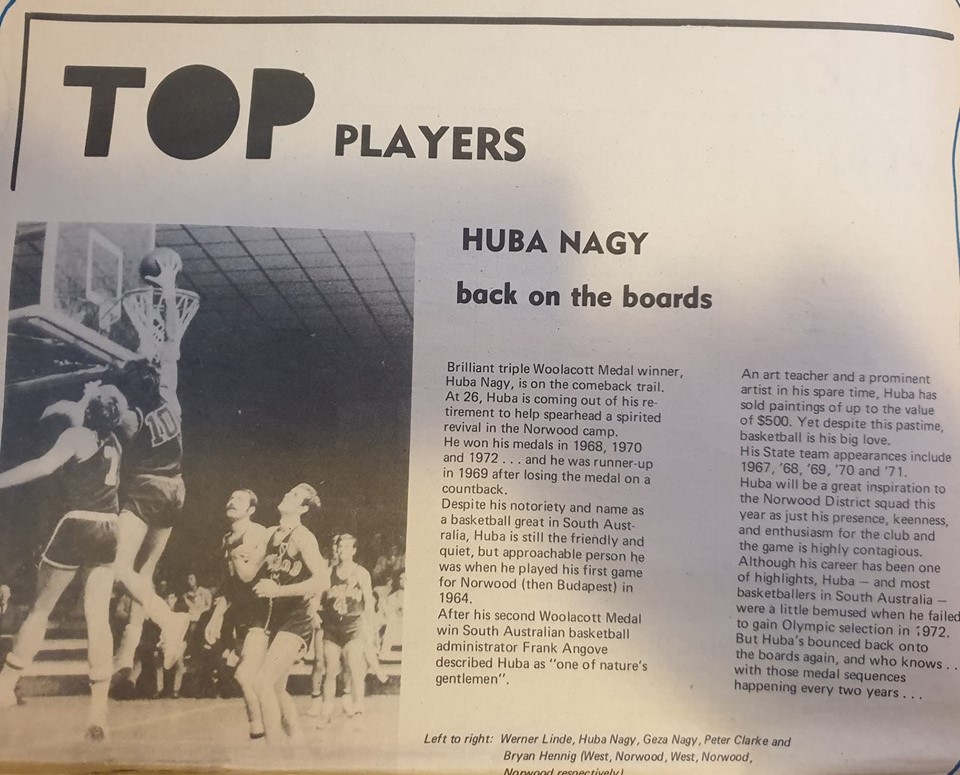 TOP PLAYERS
HUBA NAGY
back on the boards
Brilliant triple Woolacott Medal winner,
Huba Nagy, is on the comeback trail.
At 26, Huba is coming out of his re-
tirement to help spearhead a spirited
revival in the Norwood camp.
He won his medals in 1968, 1970
and 1972 . . . and he was runner-up
in 1969 after losing the medal on a
countback.
Despite his notoriety and name as
a basketball great in South Aust-
ralia, Huba is still the friendly and
quiet, but approachable person he
was when he played his first game
for Norwood (then Budapest) in
1964.
After his second Woolacott Medal
win South Australian basketball
administrator Frank Angove
described Huba as "one of nature's
gentlemen".
An art teacher and a prominent
artist in his spare time, Huba has
sold paintings of up to the value
of $500. Yet despite this pastime,
basketball is his big love.
His State team appearances include
1967, '68, '69, '70 and '71.
Huba will be a great inspiration to
the Norwood District squad this
year as just his presence, keenness,
and enthusiasm for the club and
the game is highly contagious.
Although his career has been one
of highlights, Huba — and most
basketballers in South Australia —
were a little bemused when he failed
to gain Olympic selection in 1972.
But Huba's bounced back onto
the boards again, and who knows . . .
with those medal sequences
happening every two years . . .
Left to right: Werner Linde, Huba Nagy, Geza Nagy, Peter Clarke and
Bryan Hennig (West, Norwood, West, Norwood,
Norwood respectively)
10
7